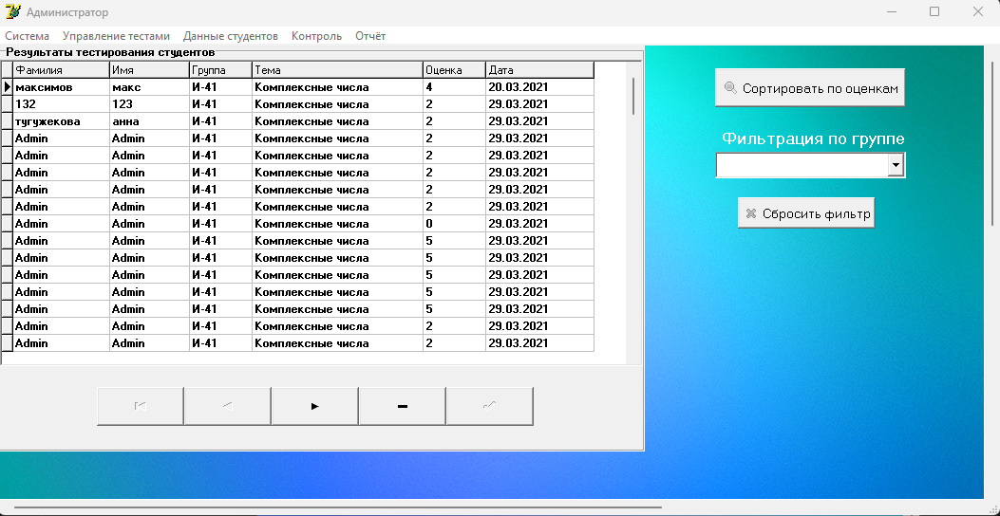 Администратор
Система Управление тестами Данные студентов Контроль Отчёт
Результаты тестирования студентов
Фамилия Имя Группа Тема Оценка Дата
максимов макс И-41 Комплексные числа 4 20.03.2021
132 123 И-41 Комплексные числа 2 29.03.2021
тугужекова анна И-41 Комплексные числа 2 29.03.2021
Admin Admin И-41 Комплексные числа 2 29.03.2021
Admin Admin И-41 Комплексные числа 2 29.03.2021
Admin Admin И-41 Комплексные числа 2 29.03.2021
Admin Admin И-41 Комплексные числа 2 29.03.2021
Admin Admin И-41 Комплексные числа 2 29.03.2021
Admin Admin И-41 Комплексные числа 0 29.03.2021
Admin Admin И-41 Комплексные числа 5 29.03.2021
Admin Admin И-41 Комплексные числа 5 29.03.2021
Admin Admin И-41 Комплексные числа 5 29.03.2021
Admin Admin И-41 Комплексные числа 5 29.03.2021
Admin Admin И-41 Комплексные числа 5 29.03.2021
Admin Admin И-41 Комплексные числа 2 29.03.2021
Admin Admin И-41 Комплексные числа 2 29.03.2021
Сортировать по оценкам
Фильтрация по группе
Сбросить фильтр